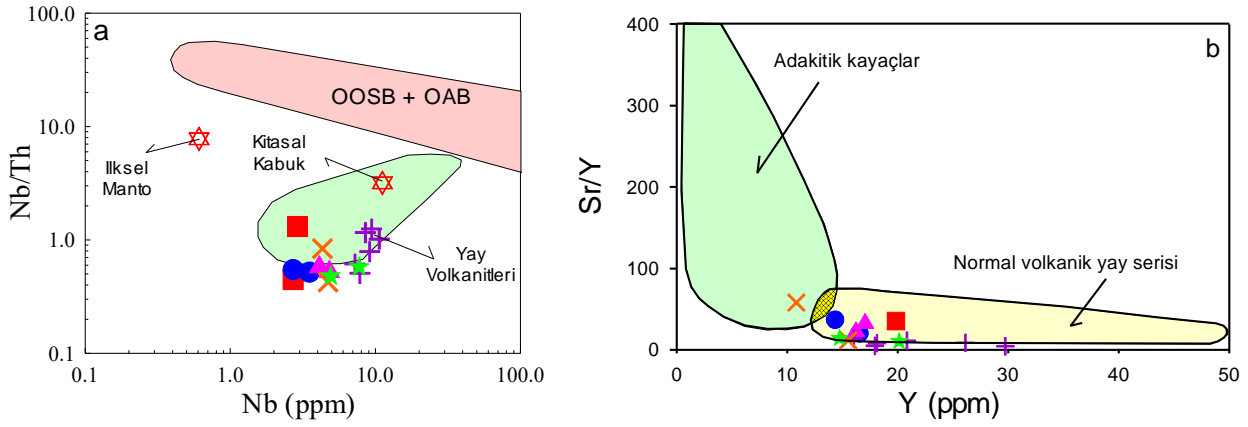 a
100.0
10.0
1.0
0.1
Nb/Th
0.1
1.0
10.0
100.0
Nb (ppm)
OOSB + OAB
Ilksel
Manto
Kitasal
Kabuk
Yay
Volkanitleri
b
400
300
200
100
0
Sr/Y
0
10
20
30
40
50
Y (ppm)
Adakitik kayaçlar
Normal volkanik yay serisi